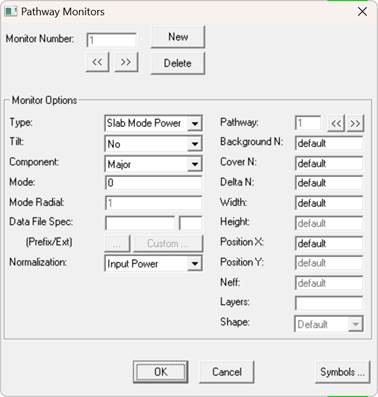 Pathway Monitors
Monitor Number: 1 New
<< >> Delete
Monitor Options
Type: Slab Mode Power Pathway: 1 << >>
Tilt: No Background N: default
Component: Major Cover N: default
Mode: 0 Delta N: default
Mode Radial: 1 Width: default
Data File Spec: Height: default
(Prefix/Ext) ... Custom ... Position X: default
Normalization: Input Power Position Y: default
Neff: default
Layers:
Shape: Default
OK Cancel Symbols ...